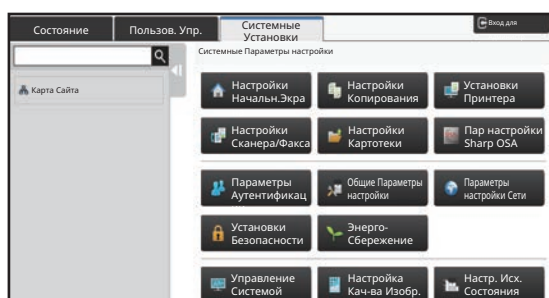 Состояние
Пользов. Упр.
Системные
Установки
Вход для
Системные Параметры настройки
Карта Сайта
Настройки
Начальн.Экра
Настройки
Копирования
Установки
Принтера
Настройки
Сканера/Факса
Настройки
Картотеки
Пар настройки
Sharp OSA
Параметры
Аутентификац
Общие Параметры
настройки
Параметры
настройки Сети
Установки
Безопасности
Энерго-
Сбережение
Управление
Системой
Настройка
Кач-ва Изобр.
Настр. Исх.
Состояния